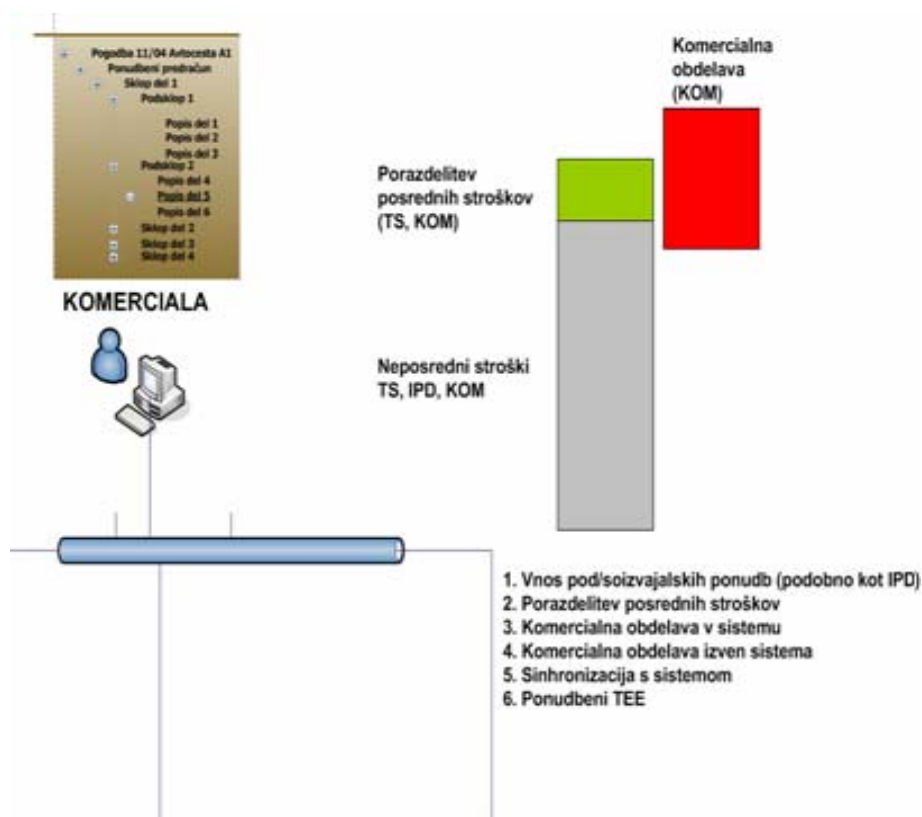 Pogodba 11/04 Avtocesta A1
Ponudbeni predračun
Sklop del 1
Podsklop 1
Popis del 1
Popis del 2
Popis del 3
Podsklop 2
Popis del 4
Popis del 5
Popis del 6
Sklop del 2
Sklop del 3
Sklop del 4
KOMERCIALA
Komercialna
obdelava
(KOM)
Porazdelitev
posrednih stroškov
(TS, KOM)
Neposredni stroški
TS, IPD, KOM
1. Vnos pod/soizvajalskih ponudb (podobno kot IPD)
2. Porazdelitev posrednih stroškov
3. Komercialna obdelava v sistemu
4. Komercialna obdelava izven sistema
5. Sinhronizacija s sistemom
6. Ponudbeni TEE